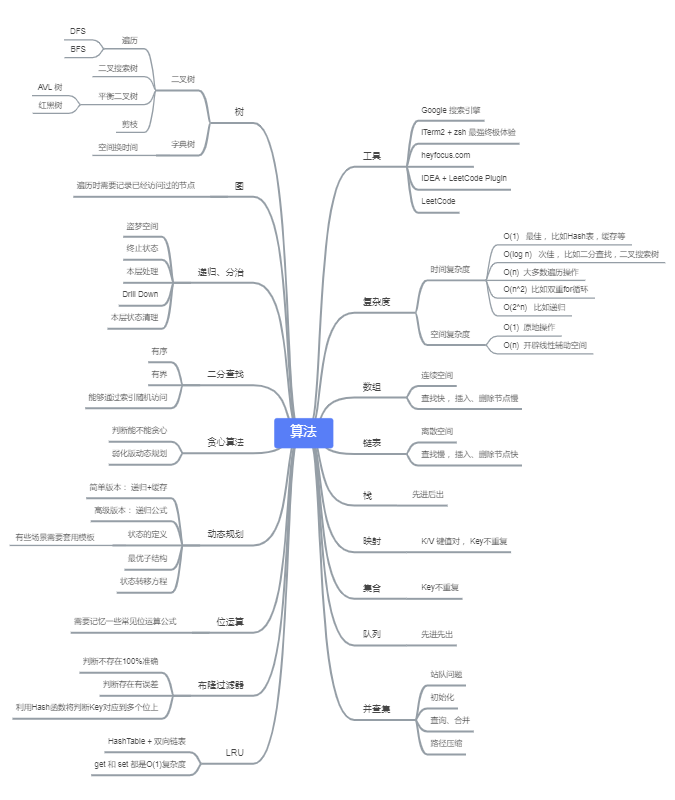 算法
树
二叉树
遍历
DFS
BFS
二叉搜索树
平衡二叉树
AVL 树
红黑树
剪枝
字典树
空间换时间
图
遍历时需要记录已经访问过的节点
递归、分治
盗梦空间
终止状态
本层处理
Drill Down
本层状态清理
二分查找
有序
有界
能够通过索引随机访问
贪心算法
判断能不能贪心
弱化版动态规划
动态规划
简单版本： 递归+缓存
高级版本： 递归公式
状态的定义
有些场景需要套用模板
最优子结构
状态转移方程
位运算
需要记忆一些常见位运算公式
布隆过滤器
判断不存在100%准确
判断存在有误差
利用Hash函数将判断Key对应到多个位上
LRU
HashTable + 双向链表
get 和 set 都是O(1)复杂度
工具
Google 搜索引擎
iTerm2 + zsh 最强终极体验
heyfocus.com
IDEA + LeetCode Plugin
LeetCode
复杂度
时间复杂度
O(1) 最佳，比如Hash表，缓存等
O(log n) 次佳，比如二分查找，二叉搜索树
O(n) 大多数遍历操作
O(n^2) 比如双重for循环
O(2^n) 比如递归
空间复杂度
O(1) 原地操作
O(n) 开辟线性辅助空间
数组
连续空间
查找快，插入、删除节点慢
链表
离散空间
查找慢，插入、删除节点快
栈
先进后出
映射
K/V 键值对， Key不重复
集合
Key不重复
队列
先进先出
并查集
站队问题
初始化
查询、合并
路径压缩